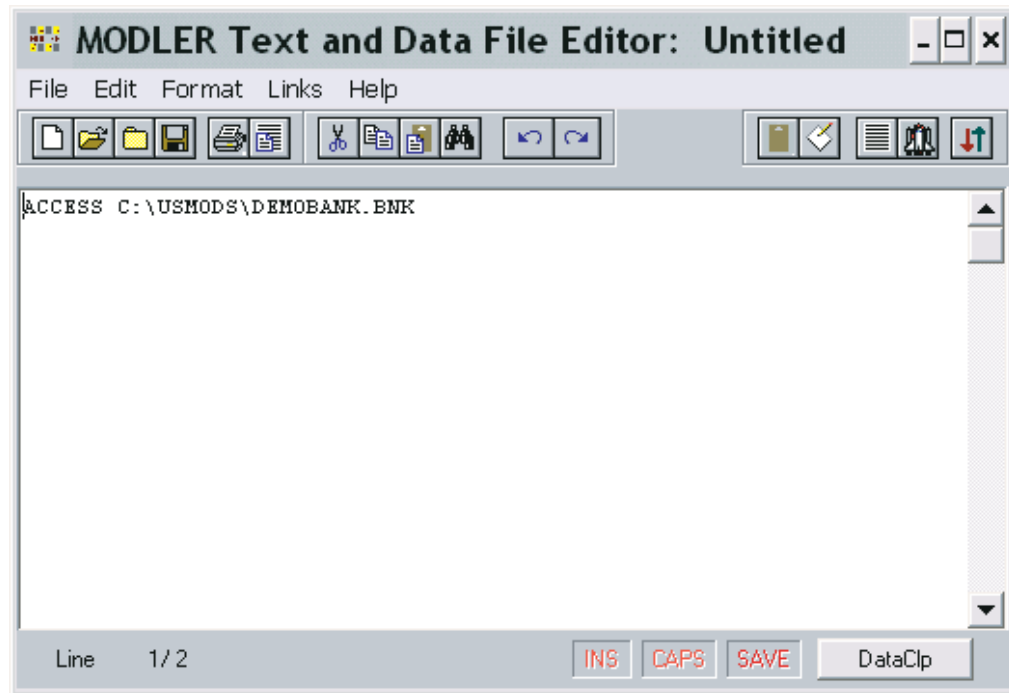 MODLER Text and Data File Editor: Untitled
File Edit Format Links Help
ACCESS C:\USMODS\DEMOBANK.BNK
Line 1/2 INS CAPS SAVE DataClp